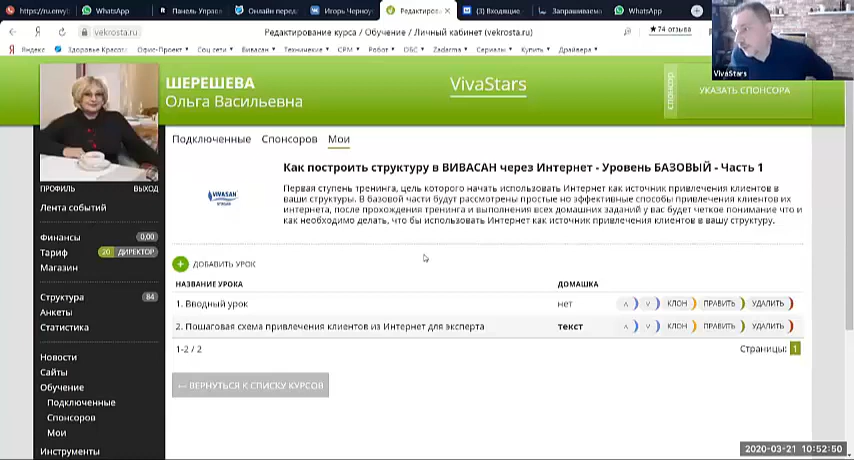 https://ru.envy WhatsApp Панель Управ Онлайн перед Игорь Черноу Редактиров (3) Входящие Запрашиваем WhatsApp
vekrosta.ru Редактирование курса / Обучение / Личный кабинет (vekrosta.ru) ★ 74 отзыва
Яндекс Здоровье Красота Офис-Проект Соц сети Вивасан Технические CPM Робот ОБС Zadarma Сериалы Купить Драйвера
VivaStars
ШЕРЕШЕВА
Ольга Васильевна
VivaStars
спонсор
УКАЗАТЬ СПОНСОРА
Подключенные Спонсоров Мои
VIVASAN
Как построить структуру в ВИВАСАН через Интернет - Уровень БАЗОВЫЙ - Часть 1
Первая ступень тренинга, цель которого начать использовать Интернет как источник привлечения клиентов в
ваши структуры. В базовой части будут рассмотрены простые но эффективные способы привлечения клиентов их
интернета, после прохождения тренинга и выполнения всех домашних заданий у вас будет четкое понимание что и
как необходимо делать, что бы использовать Интернет как источник привлечения клиентов в вашу структуру.
ПРОФИЛЬ ВЫХОД
Лента событий
Финансы 0,00
Тариф 20 ДИРЕКТОР
Магазин
Структура 84
Анкеты
Статистика
Новости
Сайты
Обучение
Подключенные
Спонсоров
Мои
Инструменты
+ ДОБАВИТЬ УРОК
НАЗВАНИЕ УРОКА ДОМАШКА
1. Вводный урок нет КЛОН ПРАВИТЬ УДАЛИТЬ
2. Пошаговая схема привлечения клиентов из Интернет для эксперта текст КЛОН ПРАВИТЬ УДАЛИТЬ
1-2 / 2 Страницы: 1
← ВЕРНУТЬСЯ К СПИСКУ КУРСОВ
2020-03-21 10:52:50